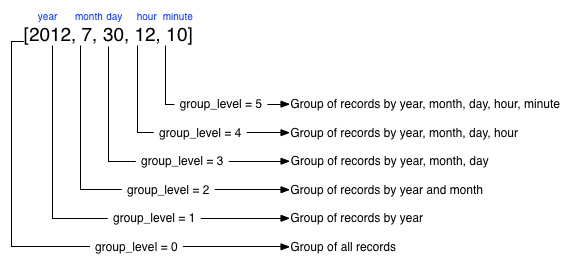 year month day hour minute
[2012, 7, 30, 12, 10]
group_level = 5 Group of records by year, month, day, hour, minute
group_level = 4 Group of records by year, month, day, hour
group_level = 3 Group of records by year, month, day
group_level = 2 Group of records by year and month
group_level = 1 Group of records by year
group_level = 0 Group of all records